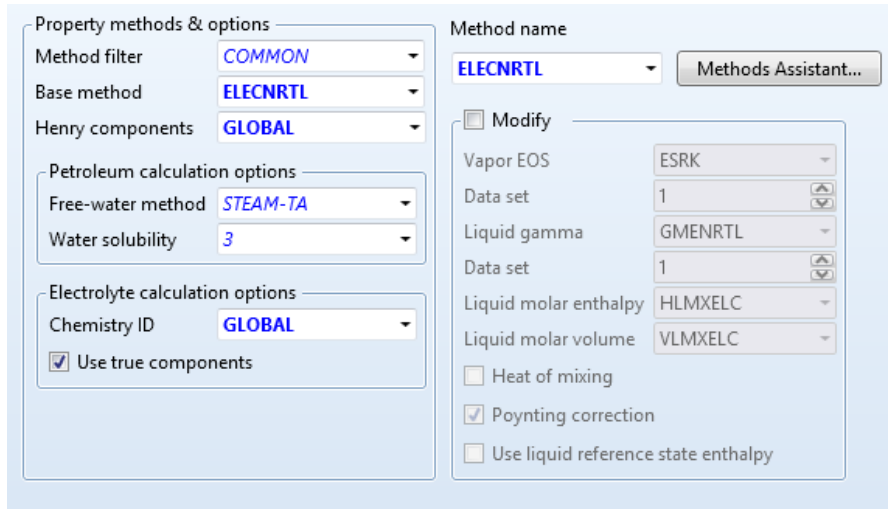 Property methods & options
Method filter COMMON
Base method ELECNRTL
Henry components GLOBAL
Petroleum calculation options
Free-water method STEAM-TA
Water solubility 3
Electrolyte calculation options
Chemistry ID GLOBAL
Use true components
Method name
ELECNRTL Methods Assistant...
Modify
Vapor EOS ESRK
Data set 1
Liquid gamma GMENRTL
Data set 1
Liquid molar enthalpy HLMXELC
Liquid molar volume VLMXELC
Heat of mixing
Poynting correction
Use liquid reference state enthalpy